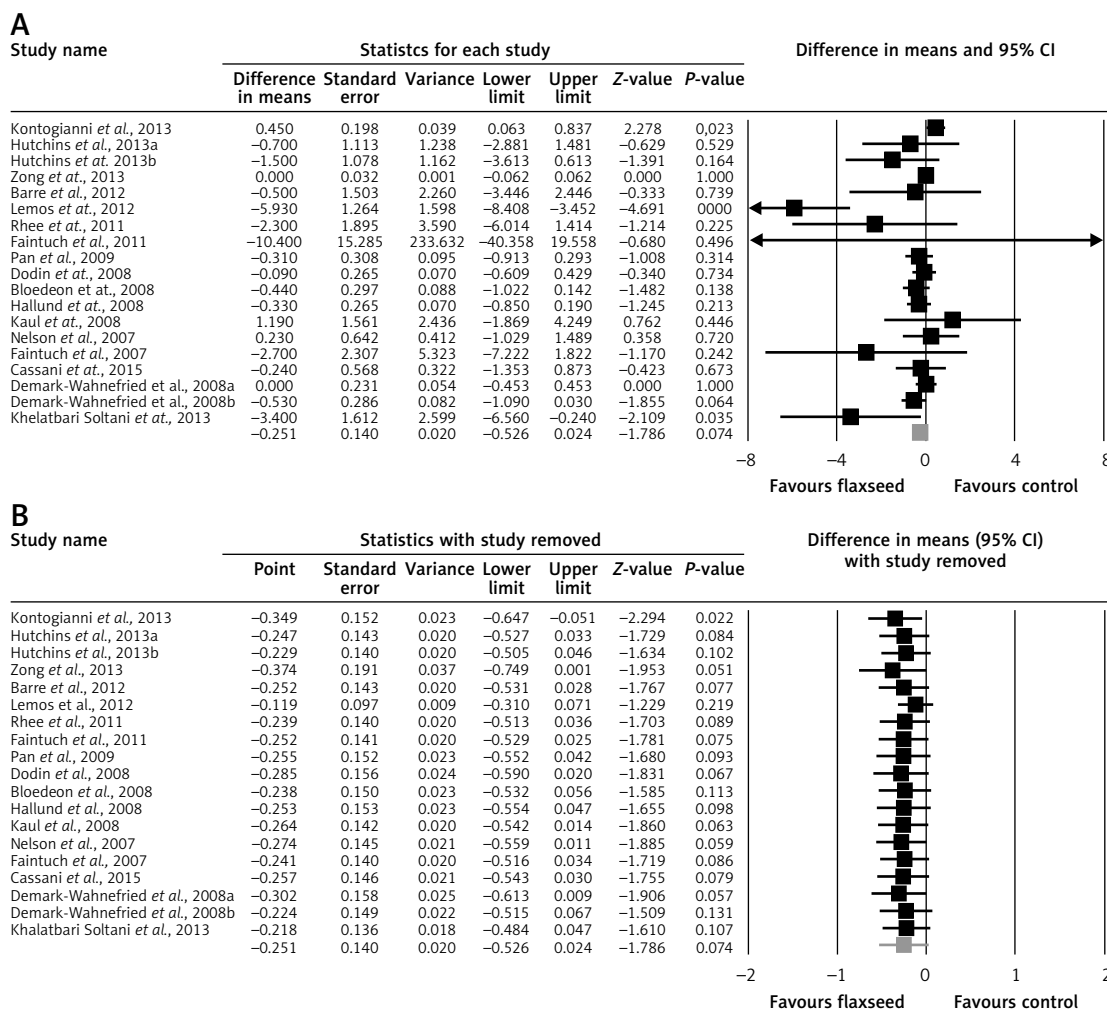 A
Study name Statistcs for each study Difference in means and 95% CI
Difference in means Standard error Variance Lower limit Upper limit Z-value P-value
Kontogianni et al., 2013 0.450 0.198 0.039 0.063 0.837 2.278 0,023
Hutchins et al., 2013a –0.700 1.113 1.238 –2.881 1.481 –0.629 0.529
Hutchins et at. 2013b –1.500 1.078 1.162 –3.613 0.613 –1.391 0.164
Zong et at., 2013 0.000 0.032 0.001 –0.062 0.062 0.000 1.000
Barre et al., 2012 –0.500 1.503 2.260 –3.446 2.446 –0.333 0.739
Lemos et at., 2012 –5.930 1.264 1.598 –8.408 –3.452 –4.691 0000
Rhee et at., 2011 –2.300 1.895 3.590 –6.014 1.414 –1.214 0.225
Faintuch et al., 2011 –10.400 15.285 233.632 –40.358 19.558 –0.680 0.496
Pan et al., 2009 –0.310 0.308 0.095 –0.913 0.293 –1.008 0.314
Dodin et at., 2008 –0.090 0.265 0.070 –0.609 0.429 –0.340 0.734
Bloedeon et at., 2008 –0.440 0.297 0.088 –1.022 0.142 –1.482 0.138
Hallund et at., 2008 –0.330 0.265 0.070 –0.850 0.190 –1.245 0.213
Kaul et at., 2008 1.190 1.561 2.436 –1.869 4.249 0.762 0.446
Nelson et al., 2007 0.230 0.642 0.412 –1.029 1.489 0.358 0.720
Faintuch et al., 2007 –2.700 2.307 5.323 –7.222 1.822 –1.170 0.242
Cassani et at., 2015 –0.240 0.568 0.322 –1.353 0.873 –0.423 0.673
Demark-Wahnefried et al., 2008a 0.000 0.231 0.054 –0.453 0.453 0.000 1.000
Demark-Wahnefried et al., 2008b –0.530 0.286 0.082 –1.090 0.030 –1.855 0.064
Khelatbari Soltani et at., 2013 –3.400 1.612 2.599 –6.560 –0.240 –2.109 0.035
–0.251 0.140 0.020 –0.526 0.024 –1.786 0.074
–8 –4 0 4 8
Favours flaxseed Favours control
B
Study name Statistics with study removed Difference in means (95% CI) with study removed
Point Standard error Variance Lower limit Upper limit Z-value P-value
Kontogianni et al., 2013 –0.349 0.152 0.023 –0.647 –0.051 –2.294 0.022
Hutchins et al., 2013a –0.247 0.143 0.020 –0.527 0.033 –1.729 0.084
Hutchins et al., 2013b –0.229 0.140 0.020 –0.505 0.046 –1.634 0.102
Zong et al., 2013 –0.374 0.191 0.037 –0.749 0.001 –1.953 0.051
Barre et al., 2012 –0.252 0.143 0.020 –0.531 0.028 –1.767 0.077
Lemos et al., 2012 –0.119 0.097 0.009 –0.310 0.071 –1.229 0.219
Rhee et al., 2011 –0.239 0.140 0.020 –0.513 0.036 –1.703 0.089
Faintuch et al., 2011 –0.252 0.141 0.020 –0.529 0.025 –1.781 0.075
Pan et al., 2009 –0.255 0.152 0.023 –0.552 0.042 –1.680 0.093
Dodin et al., 2008 –0.285 0.156 0.024 –0.590 0.020 –1.831 0.067
Bloedeon et al., 2008 –0.238 0.150 0.023 –0.532 0.056 –1.585 0.113
Hallund et al., 2008 –0.253 0.153 0.023 –0.554 0.047 –1.655 0.098
Kaul et al., 2008 –0.264 0.142 0.020 –0.542 0.014 –1.860 0.063
Nelson et al., 2007 –0.274 0.145 0.021 –0.559 0.011 –1.885 0.059
Faintuch et al., 2007 –0.241 0.140 0.020 –0.516 0.034 –1.719 0.086
Cassani et al., 2015 –0.257 0.146 0.021 –0.543 0.030 –1.755 0.079
Demark-Wahnefried et al., 2008a –0.302 0.158 0.025 –0.613 0.009 –1.906 0.057
Demark-Wahnefried et al., 2008b –0.224 0.149 0.022 –0.515 0.067 –1.509 0.131
Khalatbari Soltani et al., 2013 –0.218 0.136 0.018 –0.484 0.047 –1.610 0.107
–0.251 0.140 0.020 –0.526 0.024 –1.786 0.074
–2 –1 0 1 2
Favours flaxseed Favours control